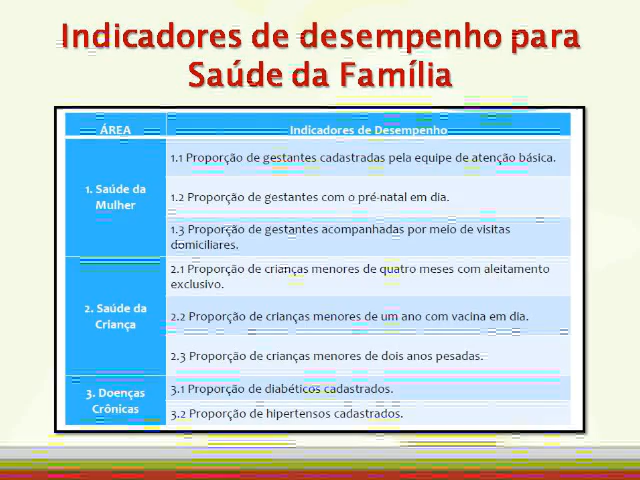 Indicadores de desempenho para
Saúde da Família
ÁREA
Indicadores de Desempenho
1. Saúde da
Mulher
1.1 Proporção de gestantes cadastradas pela equipe de atenção básica.
1.2 Proporção de gestantes com o pré-natal em dia.
1.3 Proporção de gestantes acompanhadas por meio de visitas
domiciliares.
2. Saúde da
Criança
2.1 Proporção de crianças menores de quatro meses com aleitamento
exclusivo.
2.2 Proporção de crianças menores de um ano com vacina em dia.
2.3 Proporção de crianças menores de dois anos pesadas.
3. Doenças
Crônicas
3.1 Proporção de diabéticos cadastrados.
3.2 Proporção de hipertensos cadastrados.